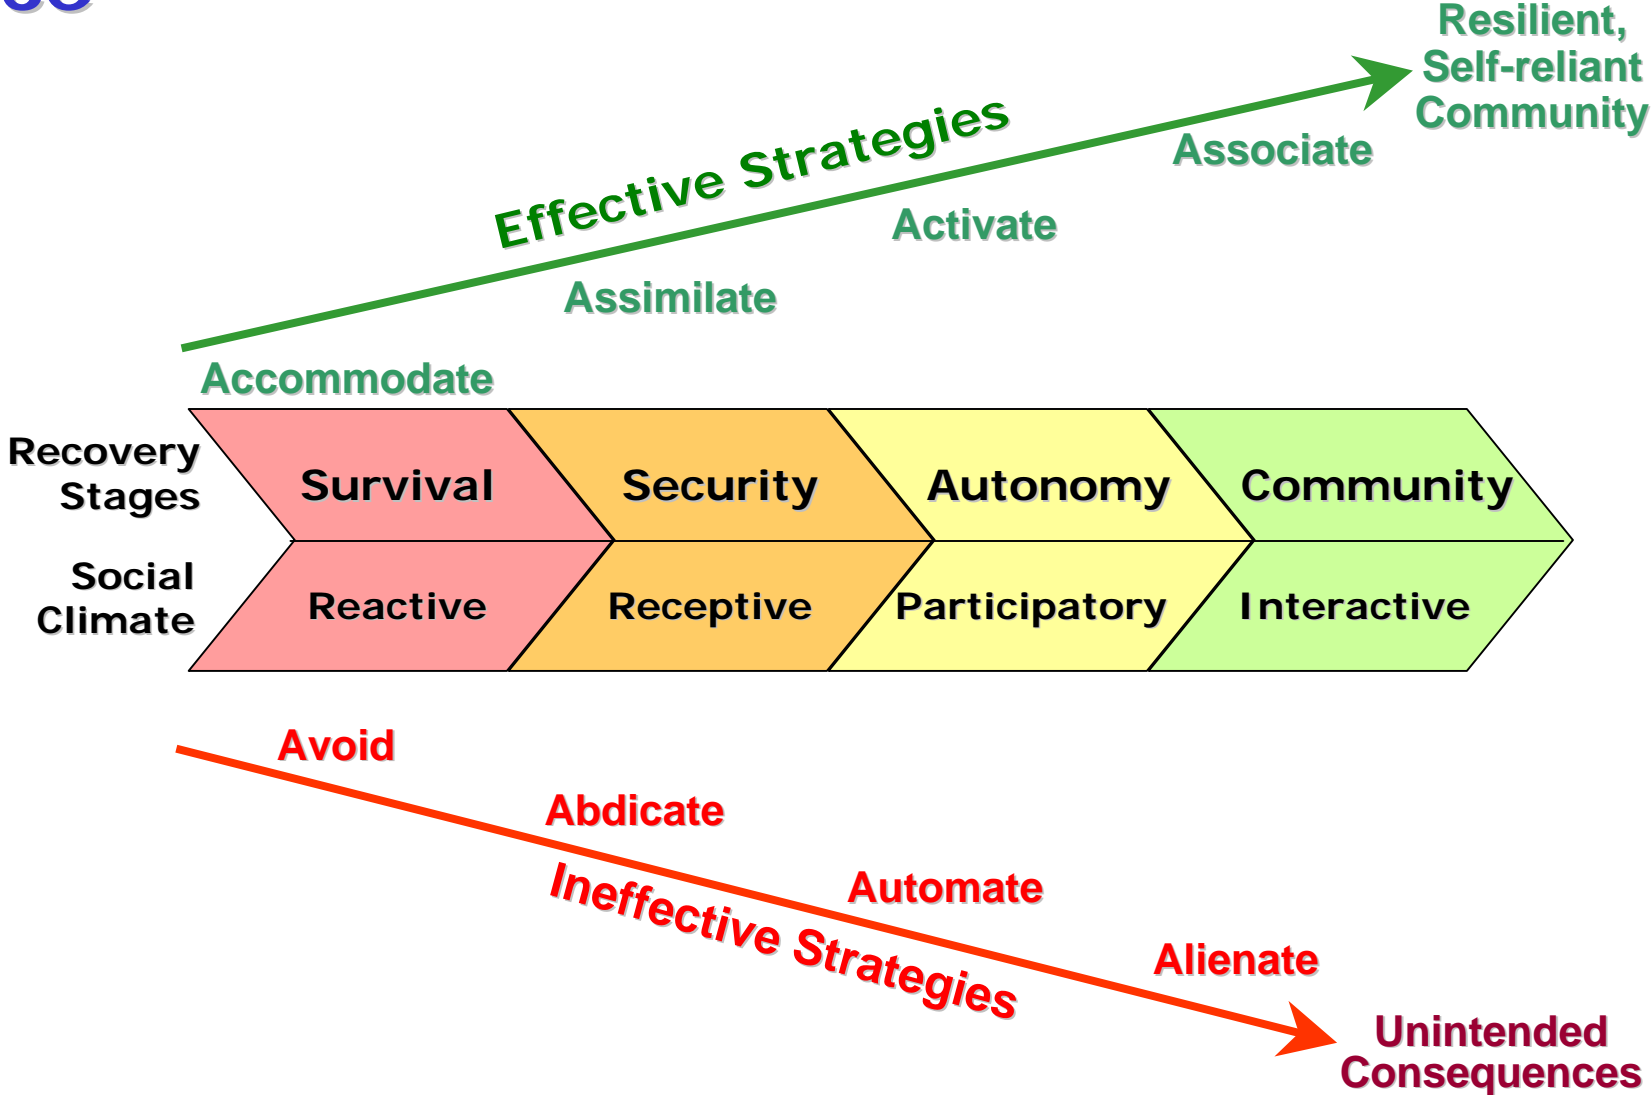 Resilient,
Self-reliant
Community
Effective Strategies
Associate
Activate
Assimilate
Accommodate
Recovery
Stages
Survival
Security
Autonomy
Community
Social
Climate
Reactive
Receptive
Participatory
Interactive
Avoid
Abdicate
Automate
Ineffective Strategies
Alienate
Unintended
Consequences